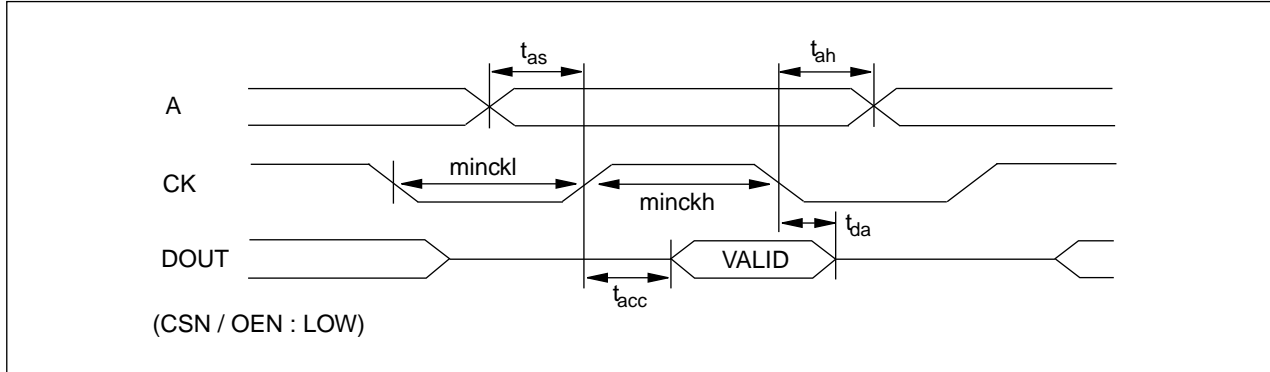 tas
tah
A
minckl
CK
minckh
tda
DOUT
VALID
tacc
(CSN / OEN : LOW)